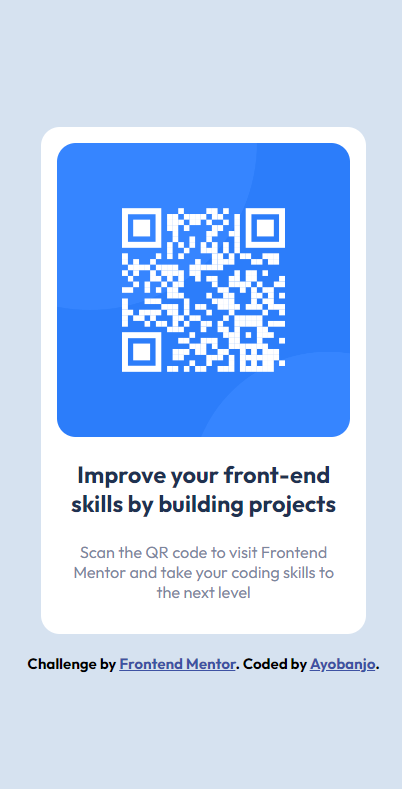 Improve your front-end
skills by building projects
Scan the QR code to visit Frontend
Mentor and take your coding skills to
the next level
Challenge by Frontend Mentor. Coded by Ayobanjo.